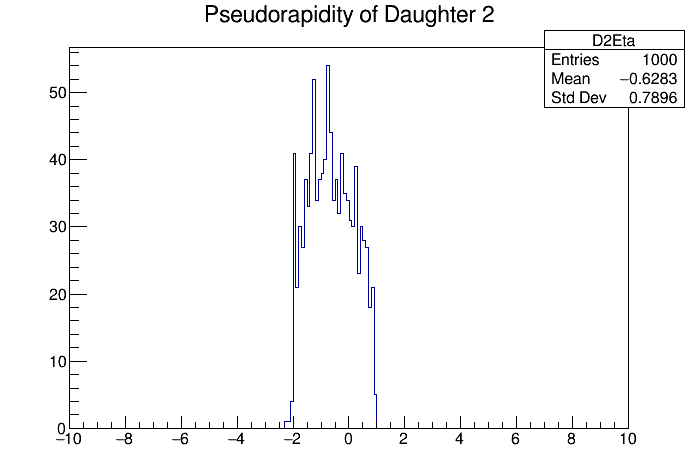 Pseudorapidity of Daughter 2
D2Eta
Entries 1000
Mean −0.6283
Std Dev 0.7896
50
40
30
20
10
0
−10 −8 −6 −4 −2 0 2 4 6 8 10